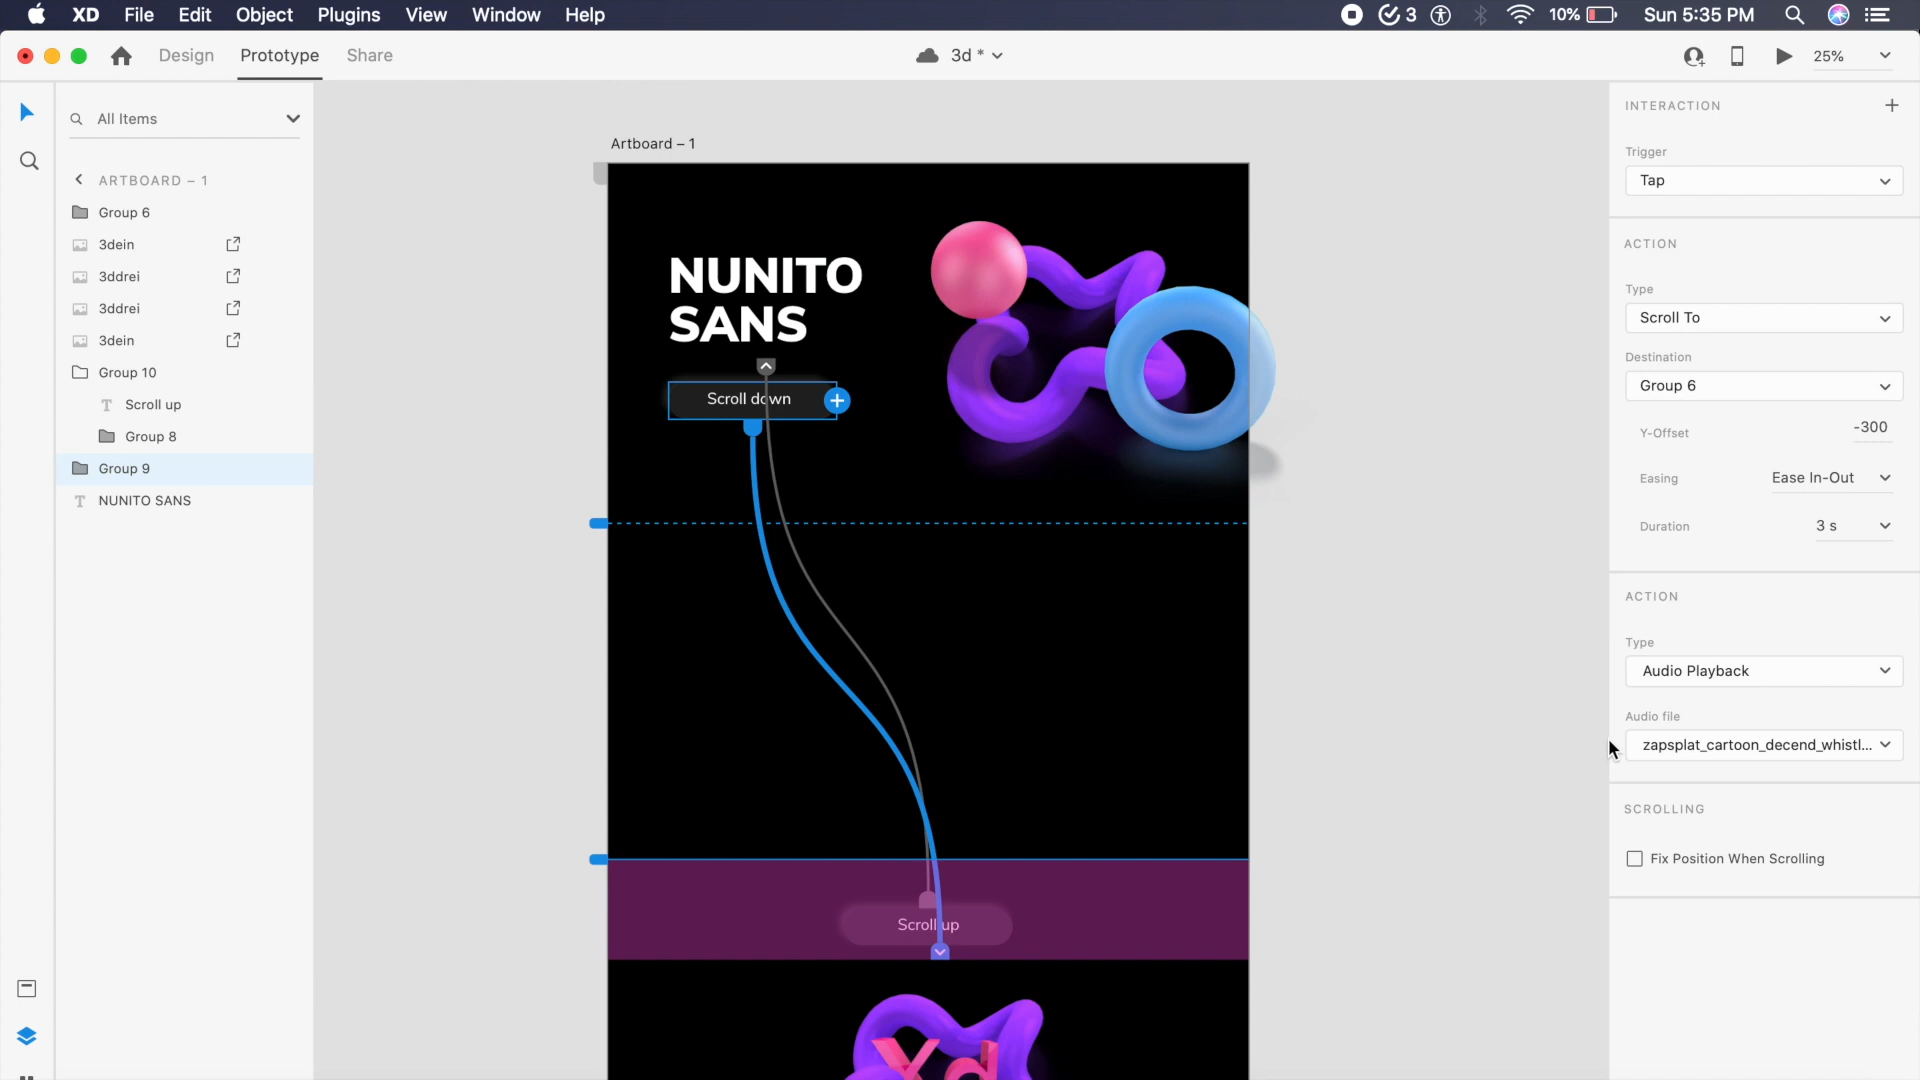 XD File Edit Object Plugins View Window Help
3 10% Sun 5:35 PM
Design Prototype Share
3d *
25%
All Items
ARTBOARD – 1
Group 6
3dein
3ddrei
3ddrei
3dein
Group 10
Scroll up
Group 8
Group 9
NUNITO SANS
Artboard – 1
NUNITO
SANS
Scroll down
Scroll up
Xd
INTERACTION
Trigger
Tap
ACTION
Type
Scroll To
Destination
Group 6
Y-Offset -300
Easing Ease In-Out
Duration 3 s
ACTION
Type
Audio Playback
Audio file
zapsplat_cartoon_decend_whistl...
SCROLLING
Fix Position When Scrolling